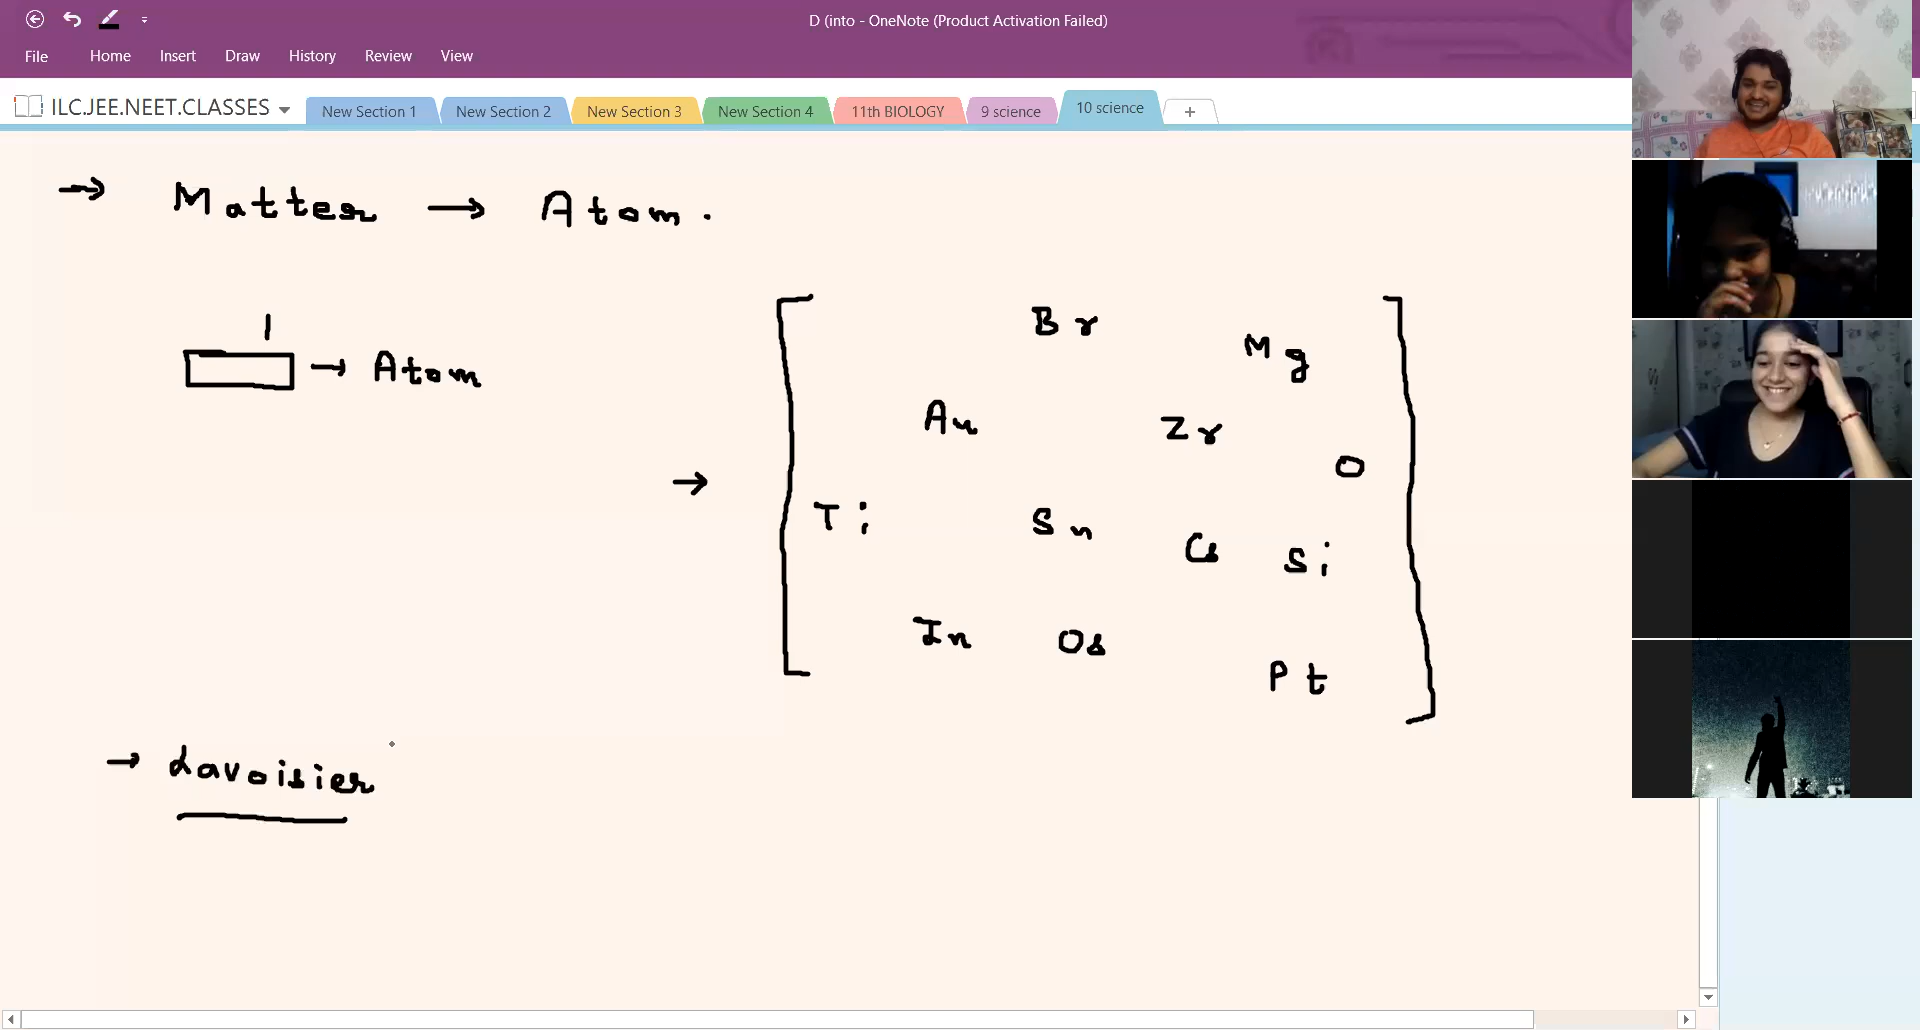 D (into - OneNote (Product Activation Failed)
File Home Insert Draw History Review View
ILC.JEE.NEET.CLASSES New Section 1 New Section 2 New Section 3 New Section 4 11th BIOLOGY 9 science 10 science +
→ Matter → Atom.
Br
Mg
→ Atom
Au
Zr
O
→
Ti
Sn
Cs
Si
In
Os
Pt
→ Lavoisier